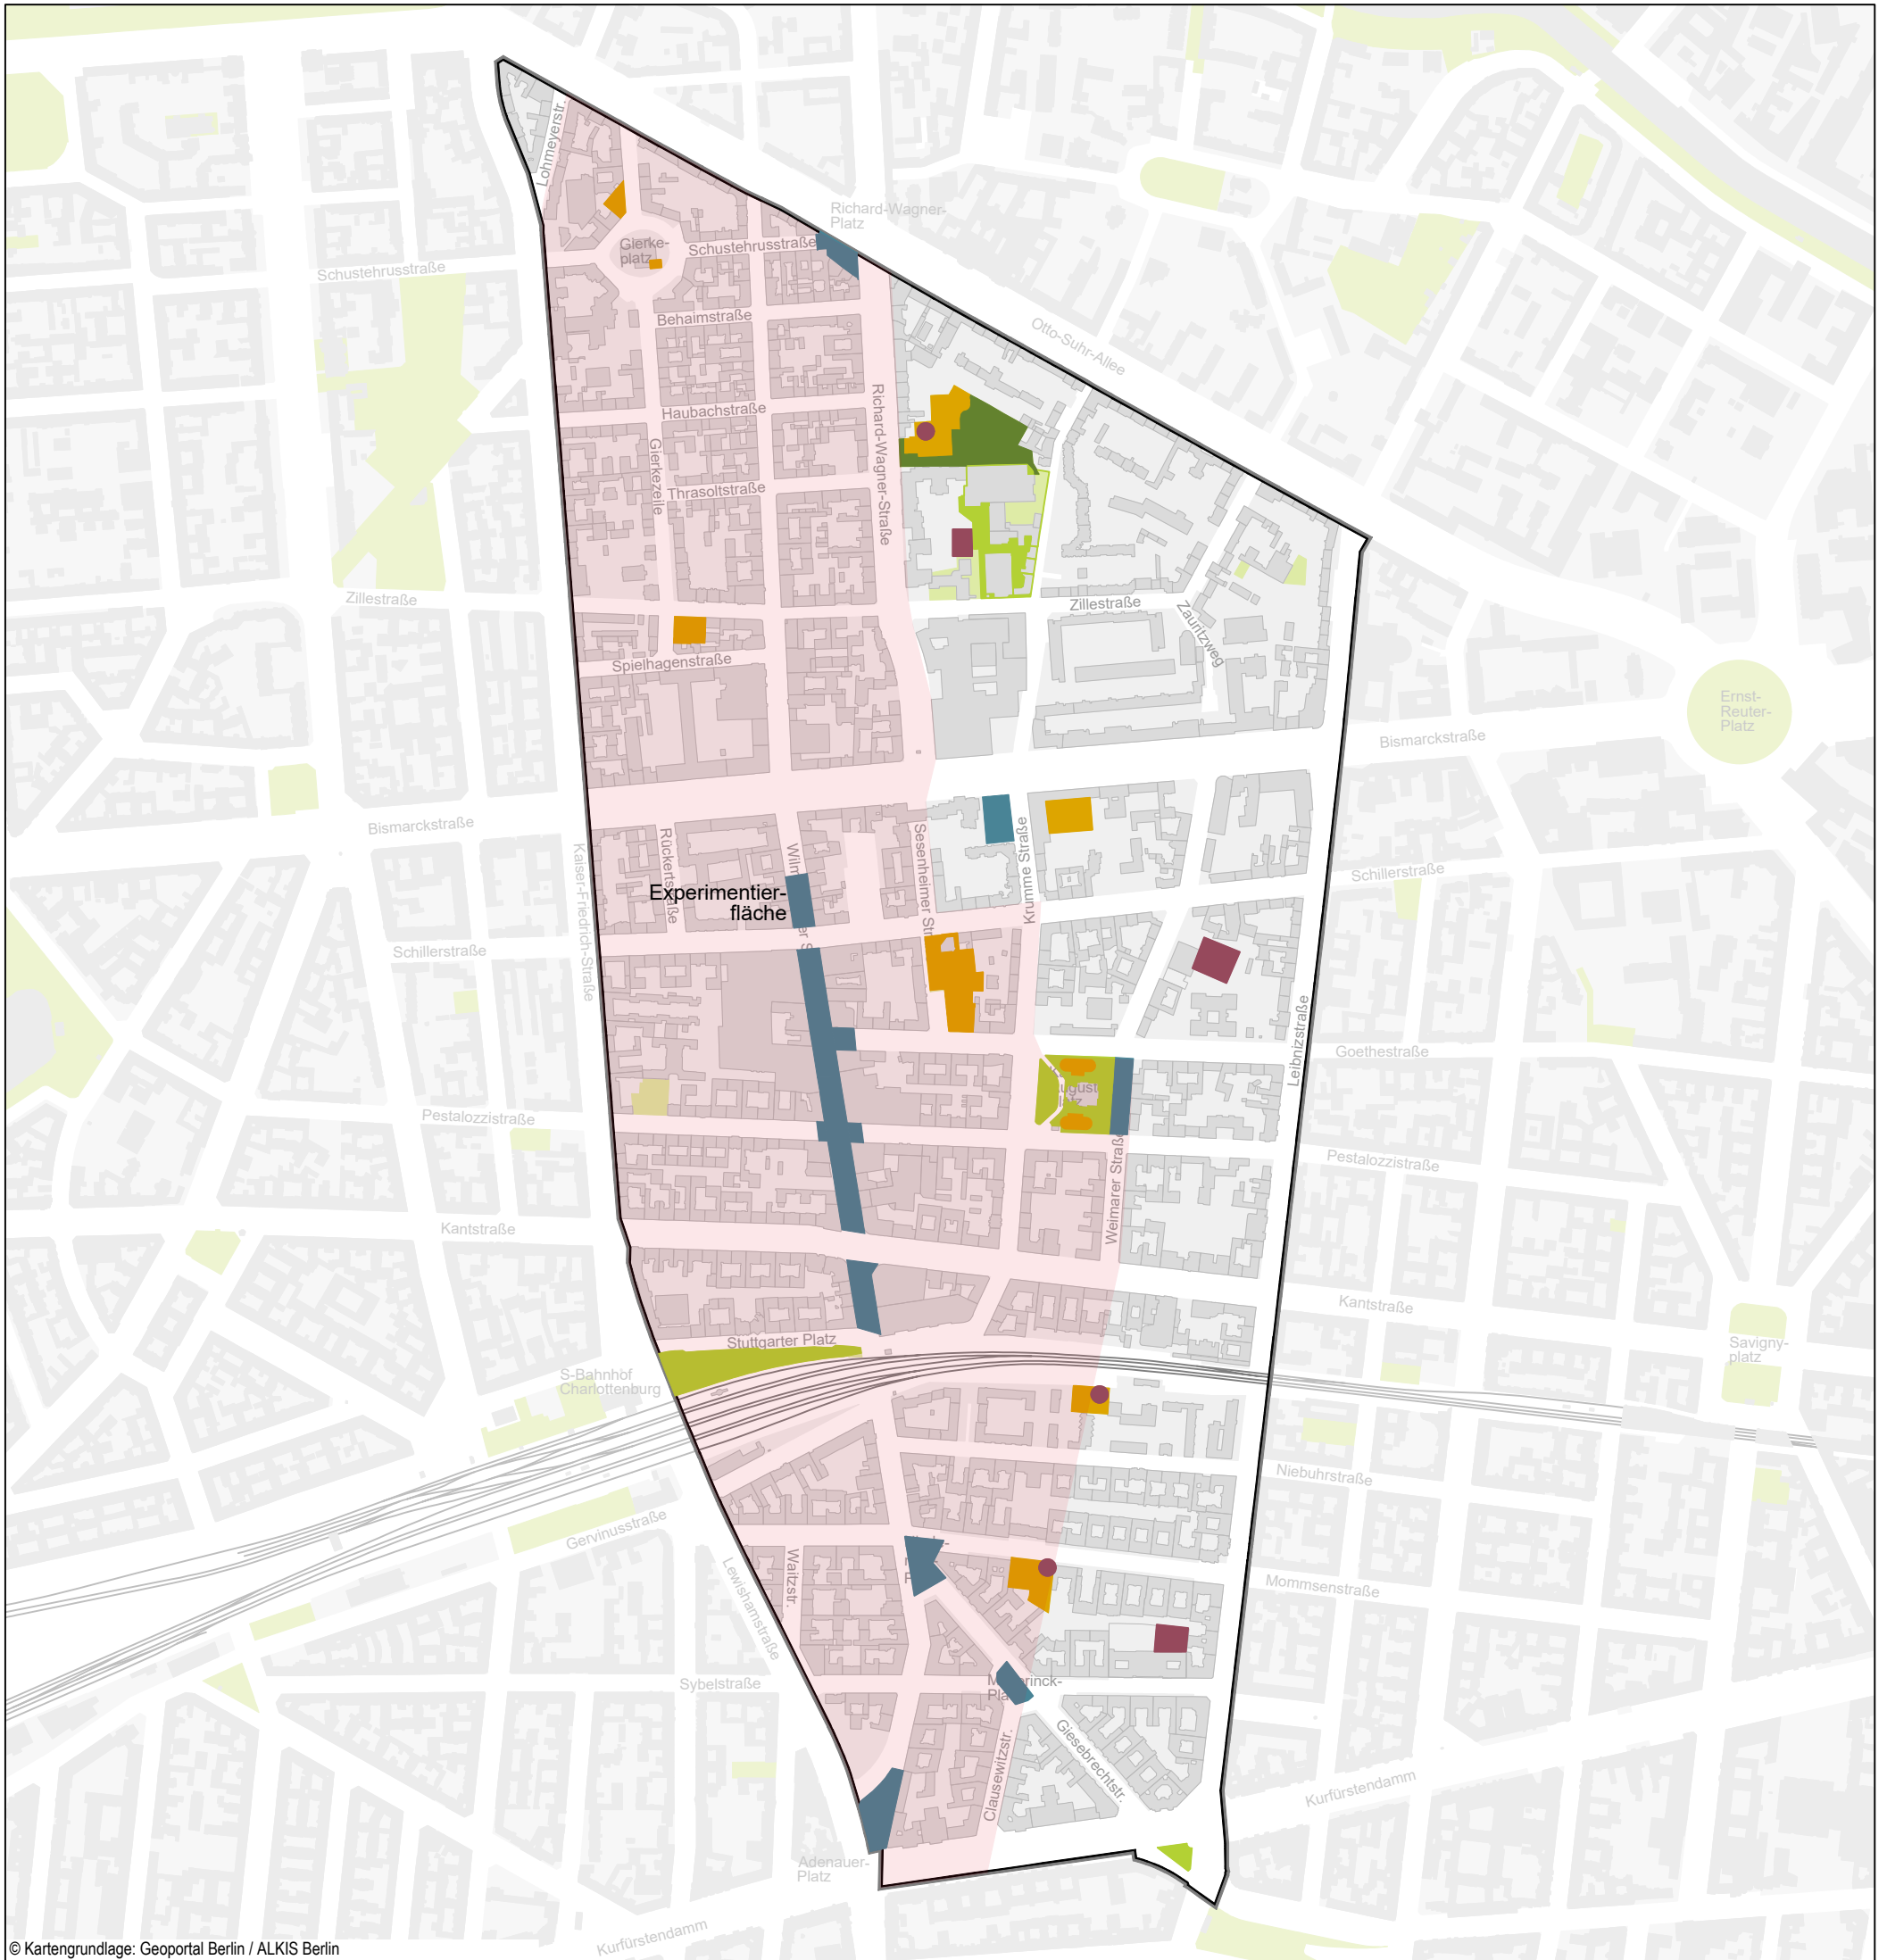 Lohmeyerstr.
Richard-Wagner-
Platz
Gierke-
platz
Schustehrusstraße
Schustehrusstraße
Behaimstraße
Otto-Suhr-Allee
Haubachstraße
Richard-Wagner-Straße
Gierkezeile
Thrasoltstraße
Zillestraße
Zillestraße
Zauritzweg
Spielhagenstraße
Ernst-
Reuter-
Platz
Bismarckstraße
Bismarckstraße
Kaiser-Friedrich-Straße
Rückertstraße
Sesenheimer Str
Krumme Straße
Schillerstraße
Experimentier-
fläche
Schillerstraße
Leibnizstraße
Goethestraße
Pestalozzistraße
Pestalozzistraße
Weimarer Straß
Kantstraße
Kantstraße
Stuttgarter Platz
Savigny-
platz
S-Bahnhof
Charlottenburg
Niebuhrstraße
Gervinusstraße
Waitzstr.
Lewishamstraße
Mommsenstraße
Sybelstraße
Giesebrechtstr.
Clausewitzstr.
Kurfürstendamm
Adenauer-
Platz
Kurfürstendamm
© Kartengrundlage: Geoportal Berlin / ALKIS Berlin